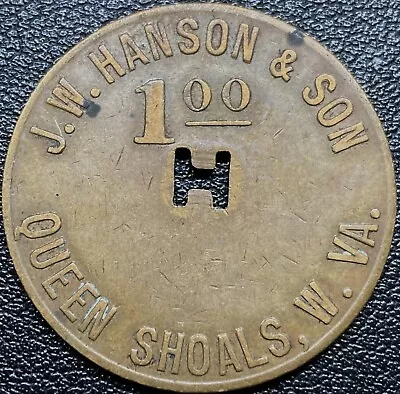 J.W. HANSON & SON
1 00
H
QUEEN SHOALS, W. VA.